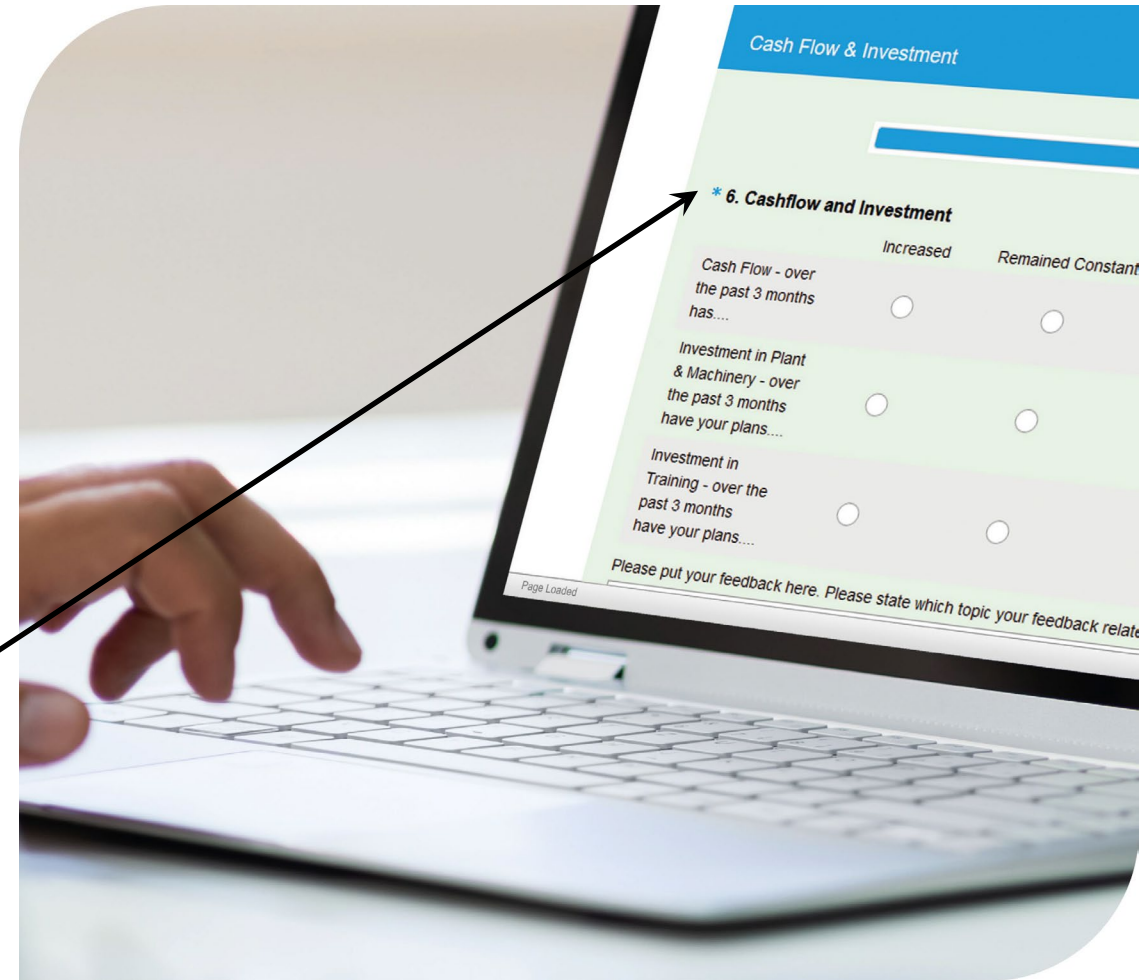 Cash Flow & Investment
* 6. Cashflow and Investment
Increased Remained Constant
Cash Flow - over
the past 3 months
has....
Investment in Plant
& Machinery - over
the past 3 months
have your plans....
Investment in
Training - over the
past 3 months
have your plans....
Please put your feedback here. Please state which topic your feedback relate
Page Loaded